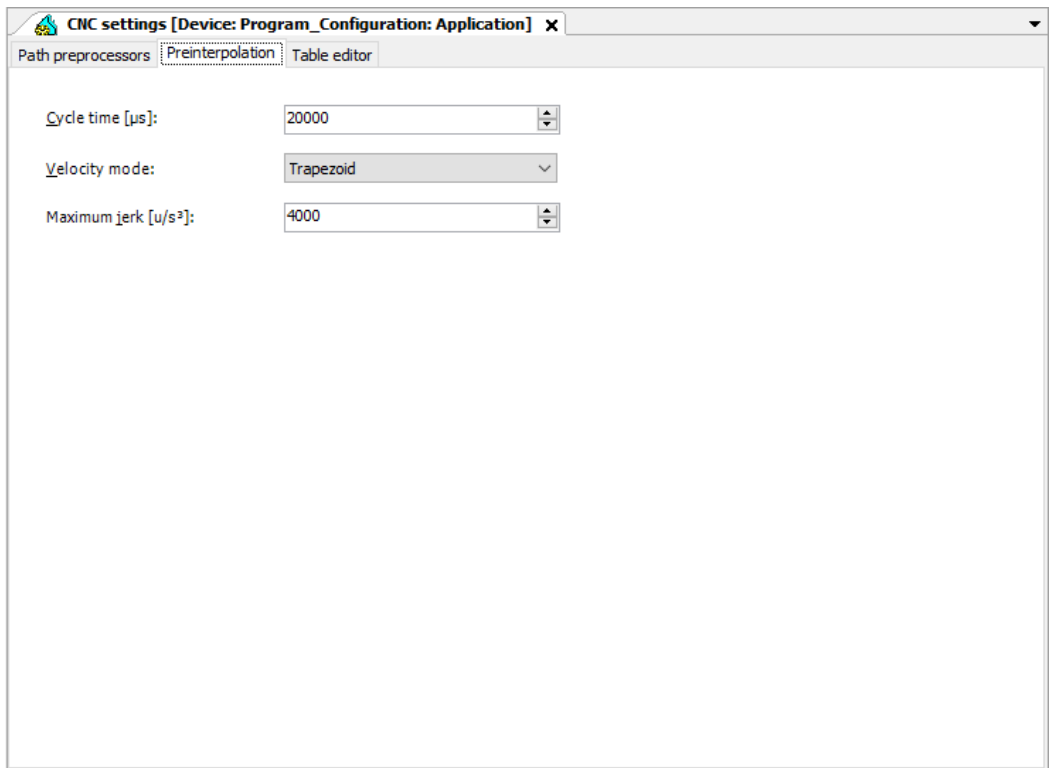 CNC settings [Device: Program_Configuration: Application]
Path preprocessors Preinterpolation Table editor
Cycle time [µs]: 20000
Velocity mode: Trapezoid
Maximum jerk [u/s³]: 4000